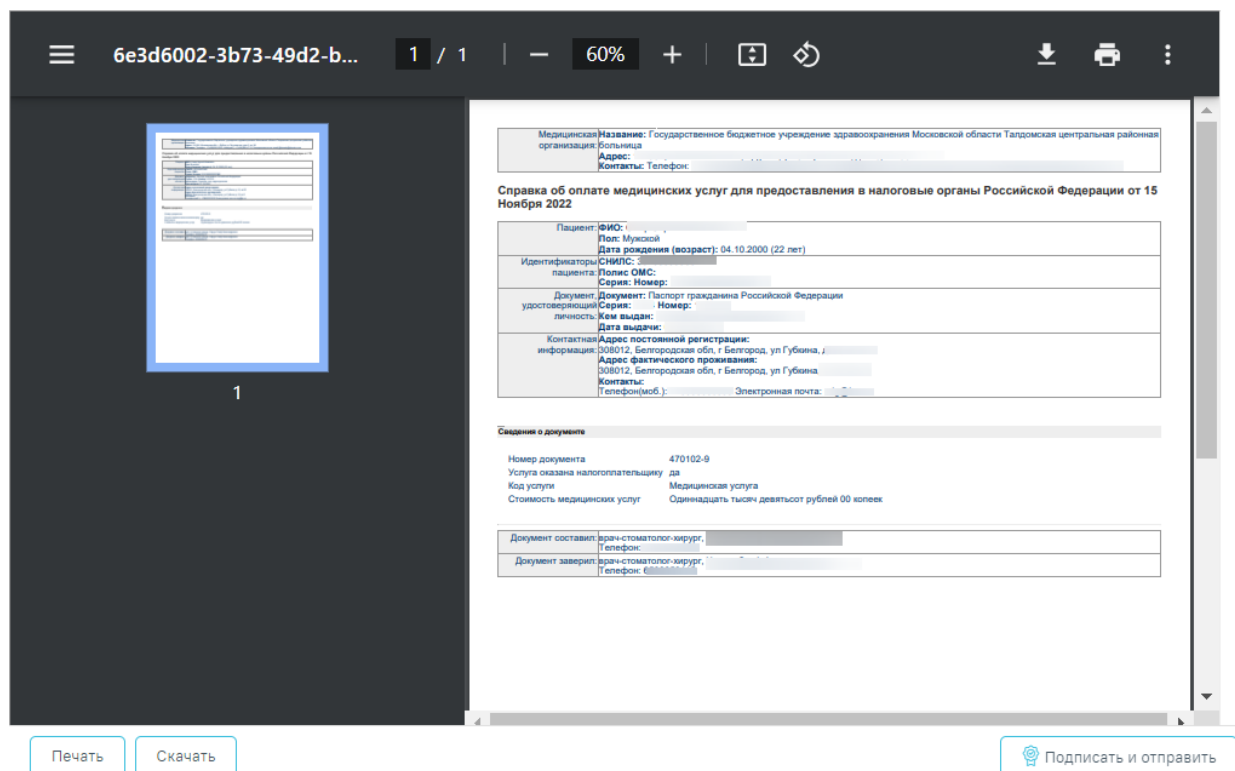 6e3d6002-3b73-49d2-b... 1 / 1 60%
1
Медицинская организация: Название: Государственное бюджетное учреждение здравоохранения Московской области Талдомская центральная районная
больница
Адрес:
Контакты: Телефон:
Справка об оплате медицинских услуг для предоставления в налоговые органы Российской Федерации от 15
Ноября 2022
Пациент: ФИО:
Пол: Мужской
Дата рождения (возраст): 04.10.2000 (22 лет)
Идентификаторы СНИЛС:
пациента: Полис ОМС:
Серия: Номер:
Документ, Документ: Паспорт гражданина Российской Федерации
удостоверяющий Серия: Номер:
личность: Кем выдан:
Дата выдачи:
Контактная Адрес постоянной регистрации:
информация: 308012, Белгородская обл, г Белгород, ул Губкина,
Адрес фактического проживания:
308012, Белгородская обл, г Белгород, ул Губкина
Контакты:
Телефон(моб.): Электронная почта:
Сведения о документе
Номер документа 470102-9
Услуга оказана налогоплательщику да
Код услуги Медицинская услуга
Стоимость медицинских услуг Одиннадцать тысяч девятьсот рублей 00 копеек
Документ составил: врач-стоматолог-хирург,
Телефон:
Документ заверил: врач-стоматолог-хирург,
Телефон:
Печать Скачать Подписать и отправить